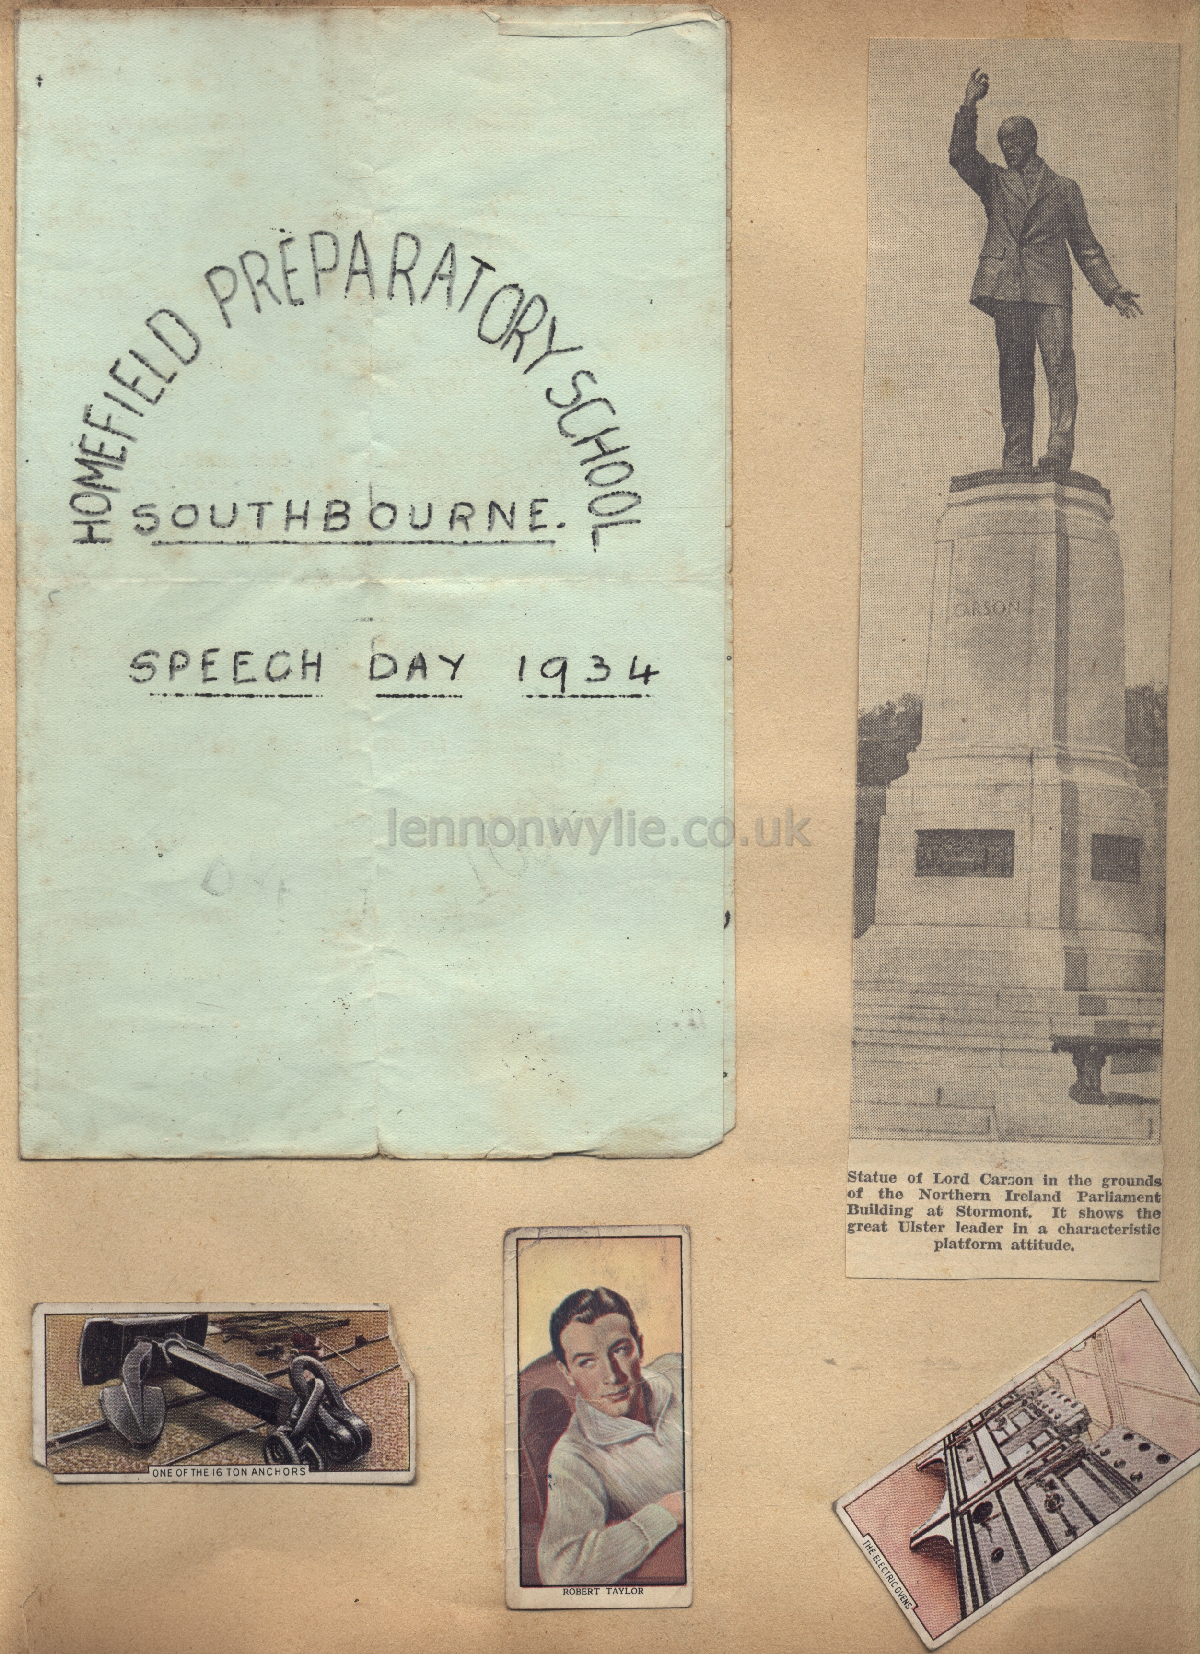 HOMEFIELD PREPARATORY SCHOOL
SOUTHBOURNE.
SPEECH DAY 1934
lennonwylie.co.uk
CARSON
Statue of Lord Carson in the grounds
of the Northern Ireland Parliament
Building at Stormont. It shows the
great Ulster leader in a characteristic
platform attitude.
ONE OF THE 16 TON ANCHORS
ROBERT TAYLOR
THE ELECTRIC OVENS